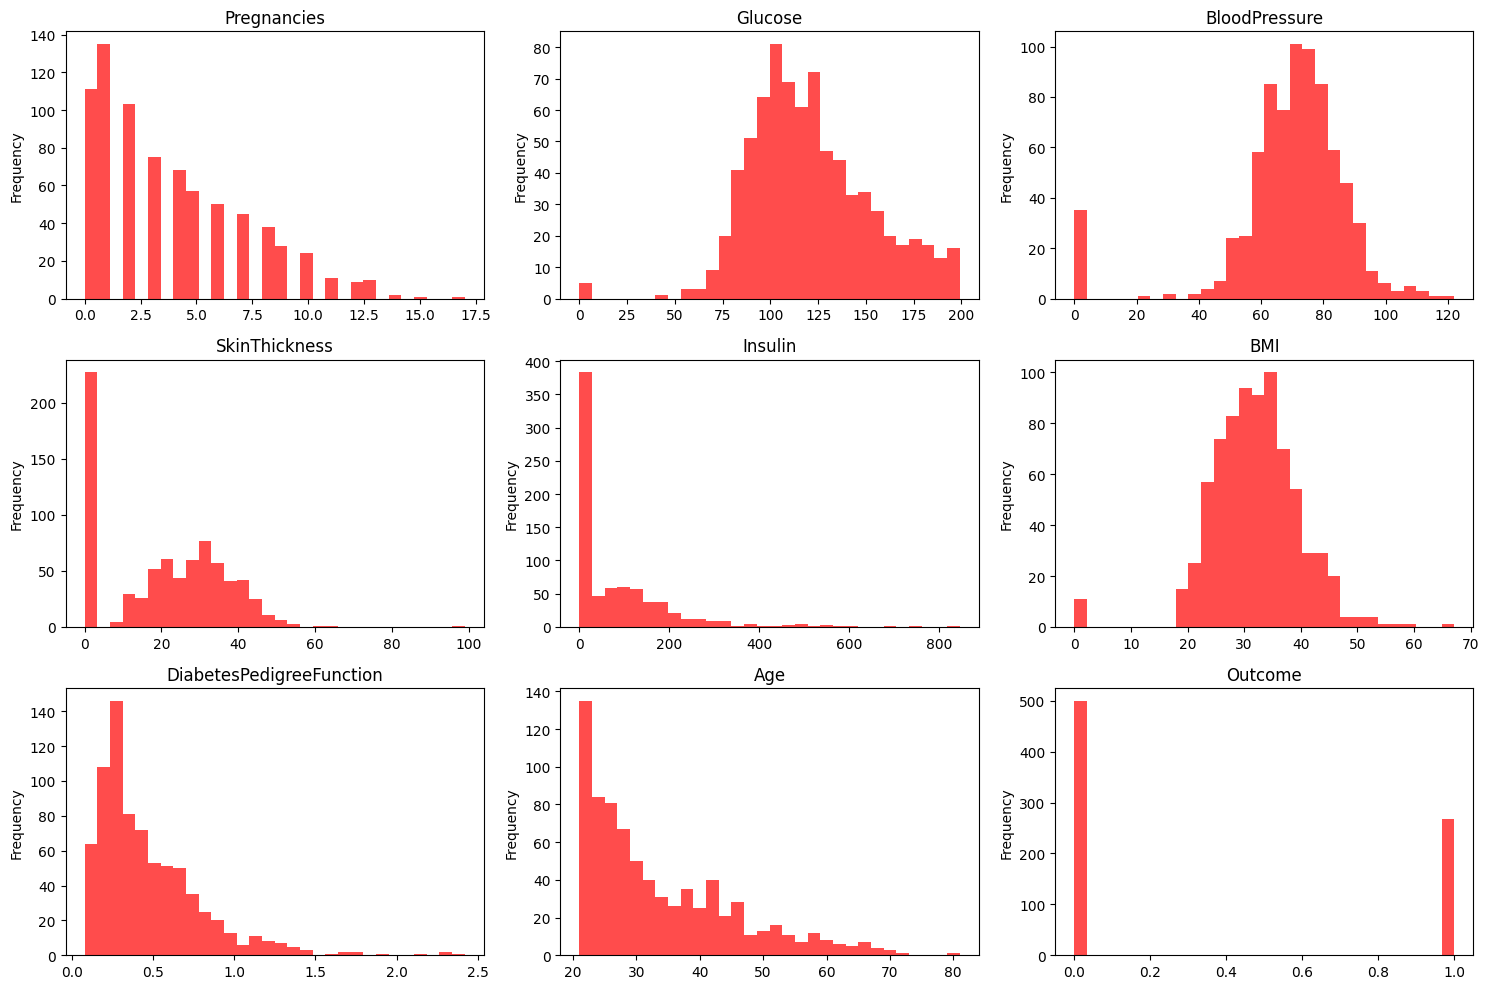 Pregnancies
Frequency
140
120
100
80
60
40
20
0
0.0 2.5 5.0 7.5 10.0 12.5 15.0 17.5
Glucose
Frequency
80
70
60
50
40
30
20
10
0
0 25 50 75 100 125 150 175 200
BloodPressure
Frequency
100
80
60
40
20
0
0 20 40 60 80 100 120
SkinThickness
Frequency
200
150
100
50
0
0 20 40 60 80 100
Insulin
Frequency
400
350
300
250
200
150
100
50
0
0 200 400 600 800
BMI
Frequency
100
80
60
40
20
0
0 10 20 30 40 50 60 70
DiabetesPedigreeFunction
Frequency
140
120
100
80
60
40
20
0
0.0 0.5 1.0 1.5 2.0 2.5
Age
Frequency
140
120
100
80
60
40
20
0
20 30 40 50 60 70 80
Outcome
Frequency
500
400
300
200
100
0
0.0 0.2 0.4 0.6 0.8 1.0